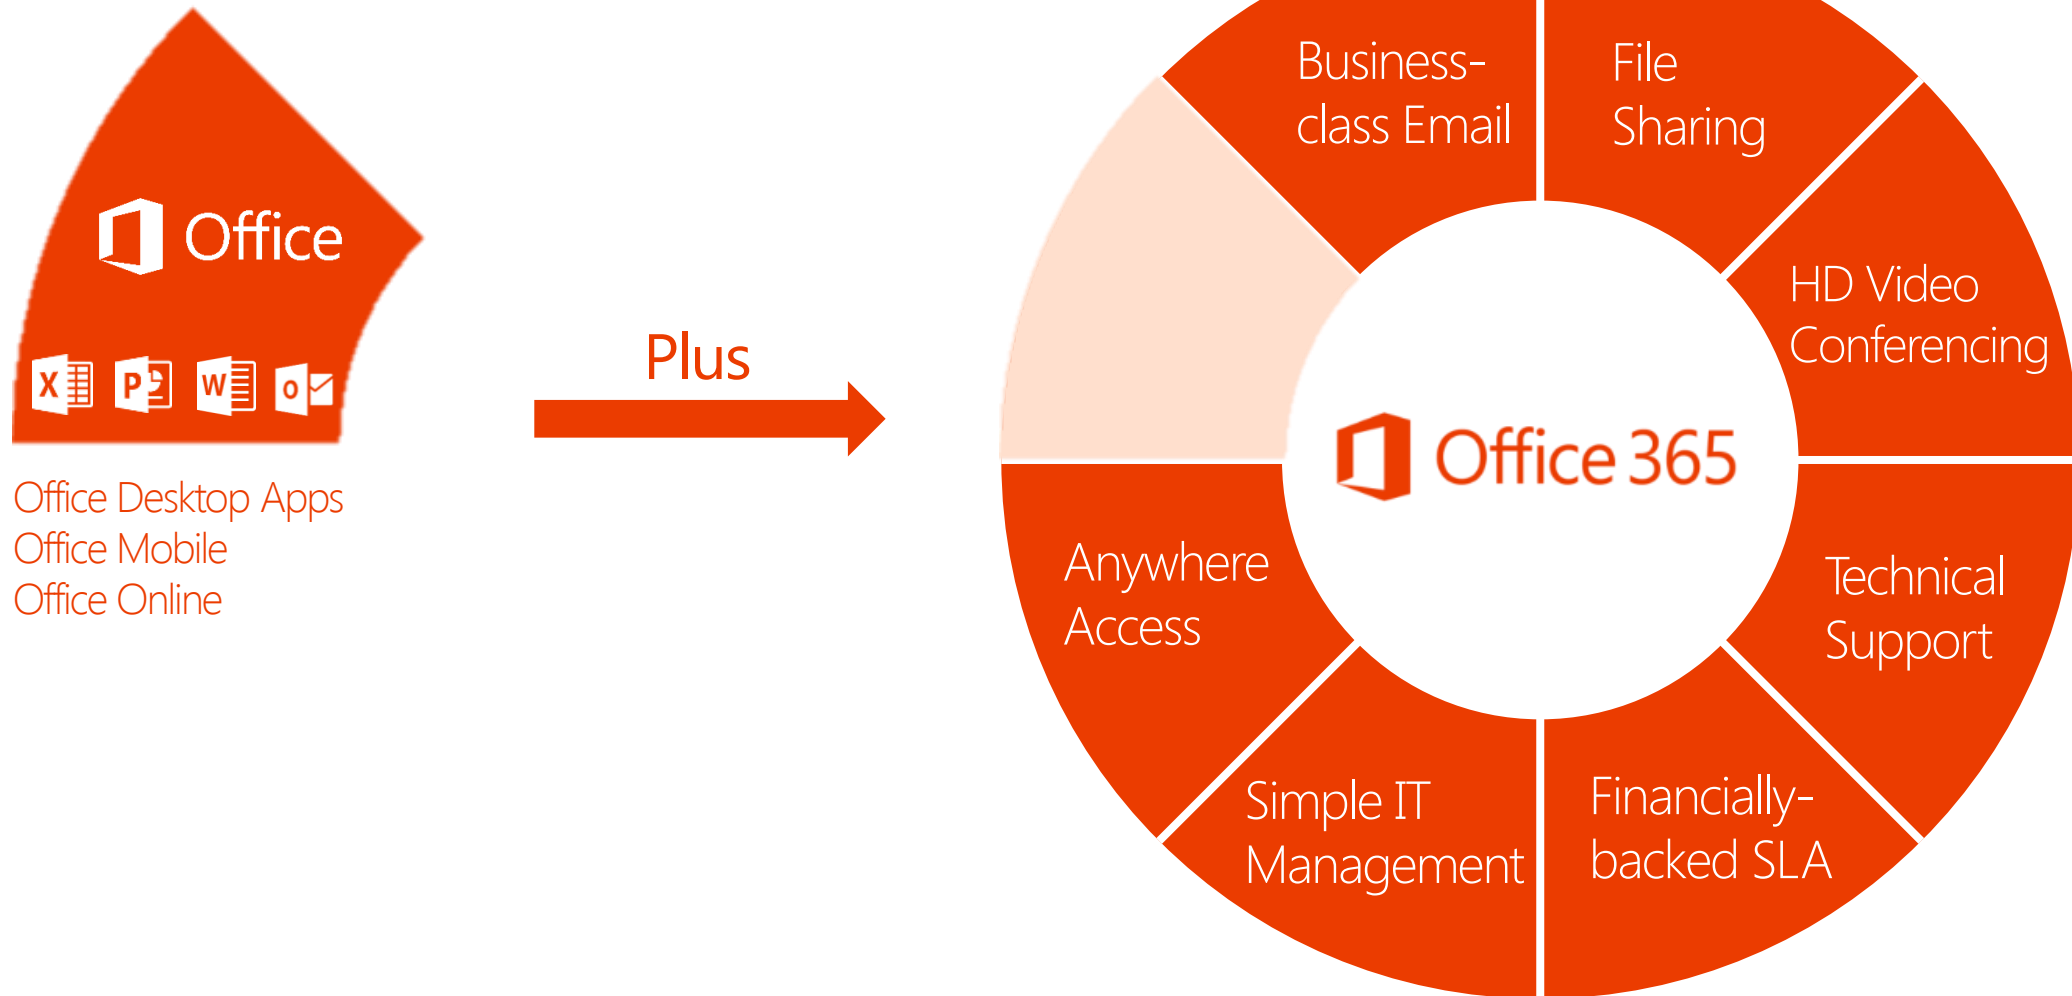 Office
X
P
W
O
Office Desktop Apps
Office Mobile
Office Online
Plus
Business-
class Email
File
Sharing
HD Video
Conferencing
Office 365
Anywhere
Access
Technical
Support
Simple IT
Management
Financially-
backed SLA